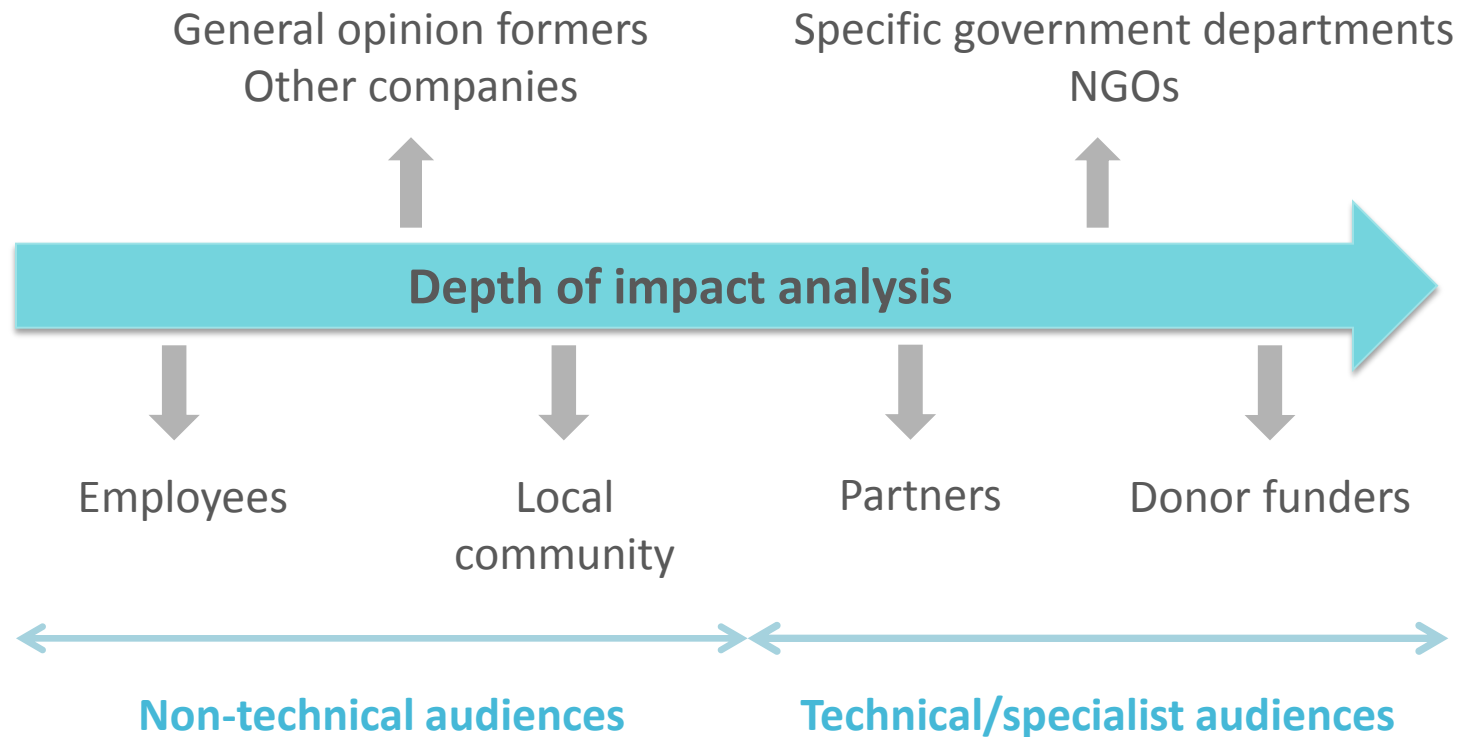 General opinion formers
Other companies
Specific government departments
NGOs
Depth of impact analysis
Employees
Local
community
Partners
Donor funders
Non-technical audiences
Technical/specialist audiences